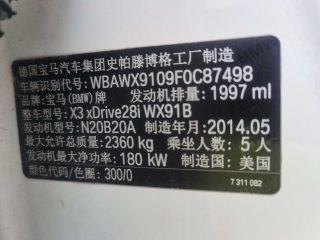 德国宝马汽车集团史帕滕博格工厂制造
车辆识别代号: WBAWX9109F0C87498
品牌: 宝马(BMW)牌 发动机排量: 1997 ml
整车型号: X3 xDrive28i WX91B
发动机型号: N20B20A 制造年月: 2014.05
最大允许总质量: 2360 kg 乘坐人数: 5 人
发动机最大净功率: 180 kW 制造国: 美国
颜色代码/色圈: 300/0
7 311 082